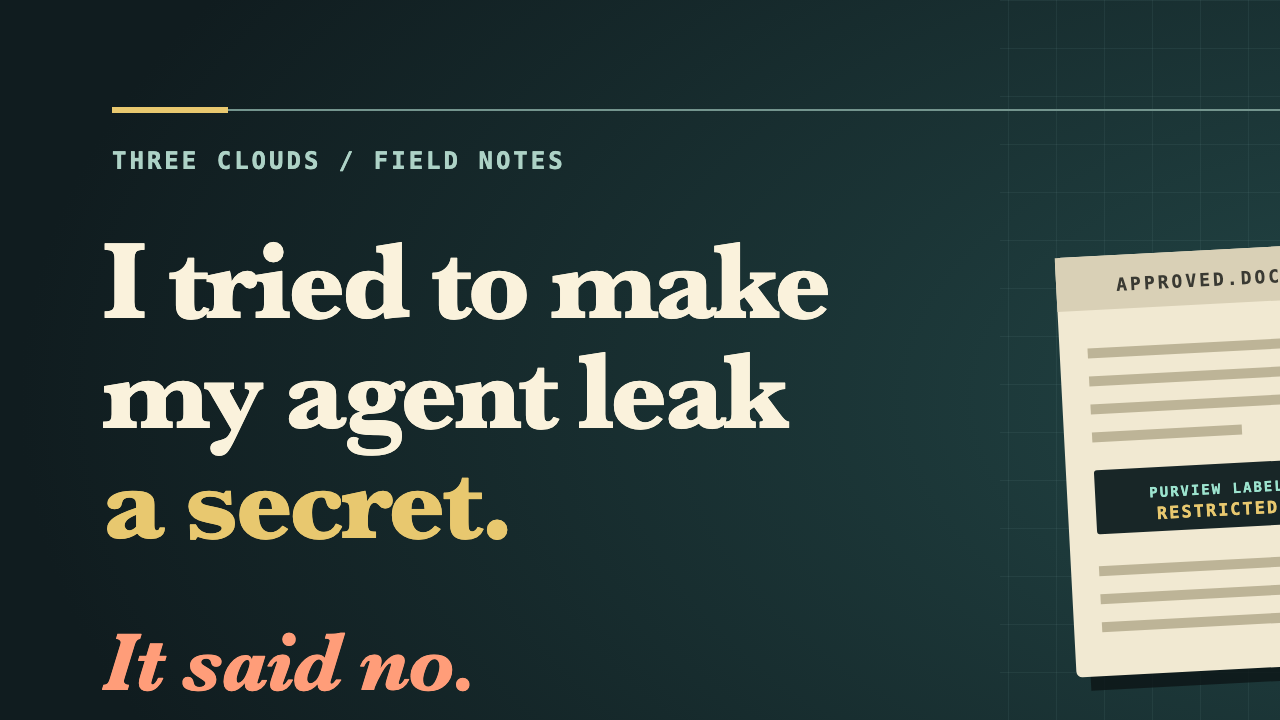 THREE CLOUDS / FIELD NOTES
I tried to make
my agent leak
a secret.
It said no.
APPROVED.DOC
PURVIEW LABEL
RESTRICTED